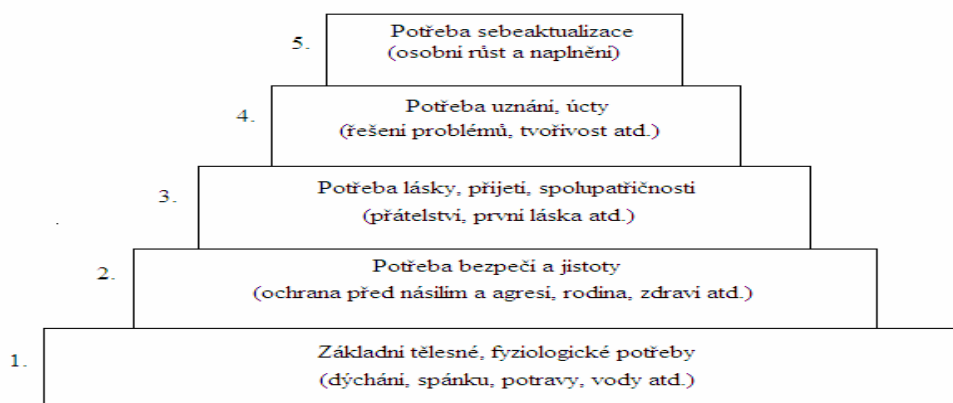 5.
Potřeba sebeaktualizace
(osobní růst a naplnění)
4.
Potřeba uznání, úcty
(řešení problémů, tvořivost atd.)
3.
Potřeba lásky, přijetí, spolupatřičnosti
(přátelství, první láska atd.)
2.
Potřeba bezpečí a jistoty
(ochrana před násilím a agresí, rodina, zdraví atd.)
1.
Základní tělesné, fyziologické potřeby
(dýchání, spánku, potravy, vody atd.)